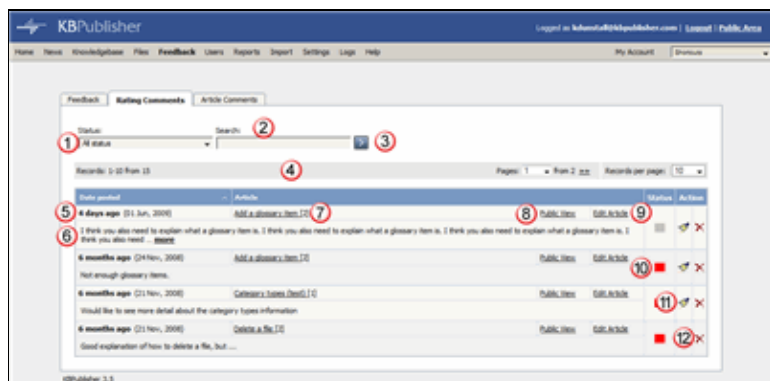 KBPublisher
Logged as kdunstall@kbpublisher.com | Logout | Public Area
Home News Knowledgebase Files Feedback Users Reports Import Settings Logs Help My Account Shortcuts
Feedback Rating Comments Article Comments
Status: Search: 2
1 All status 3
Records: 1-10 from 15 4 Pages: 1 from 2 >> Records per page: 10
Date posted Article Status Action
5 6 days ago (01 Jun, 2009) Add a glossary item [2] 7 8 Public View Edit Article 9
6 I think you also need to explain what a glossary item is. I think you also need to explain what a glossary item is. I think you also need to explain what a glossary item is. I
think you also need ... more
6 months ago (24 Nov, 2008) Add a glossary item [2] Public View Edit Article 10
Not enough glossary items.
6 months ago (21 Nov, 2008) Category types (text) [1] Public View Edit Article 11
Would like to see more detail about the category types information
6 months ago (21 Nov, 2008) Delete a file [2] Public View Edit Article 12
Good explanation of how to delete a file, but ...
KBPublisher 3.5